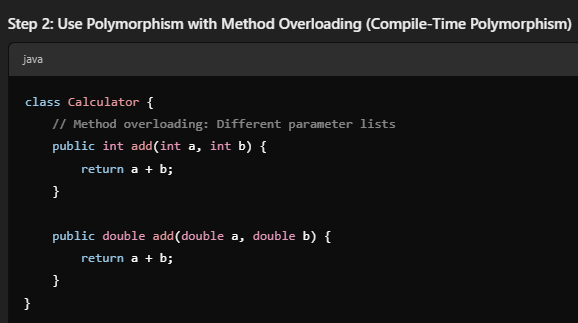 Step 2: Use Polymorphism with Method Overloading (Compile-Time Polymorphism)
java
class Calculator {
    // Method overloading: Different parameter lists
    public int add(int a, int b) {
        return a + b;
    }

    public double add(double a, double b) {
        return a + b;
    }
}